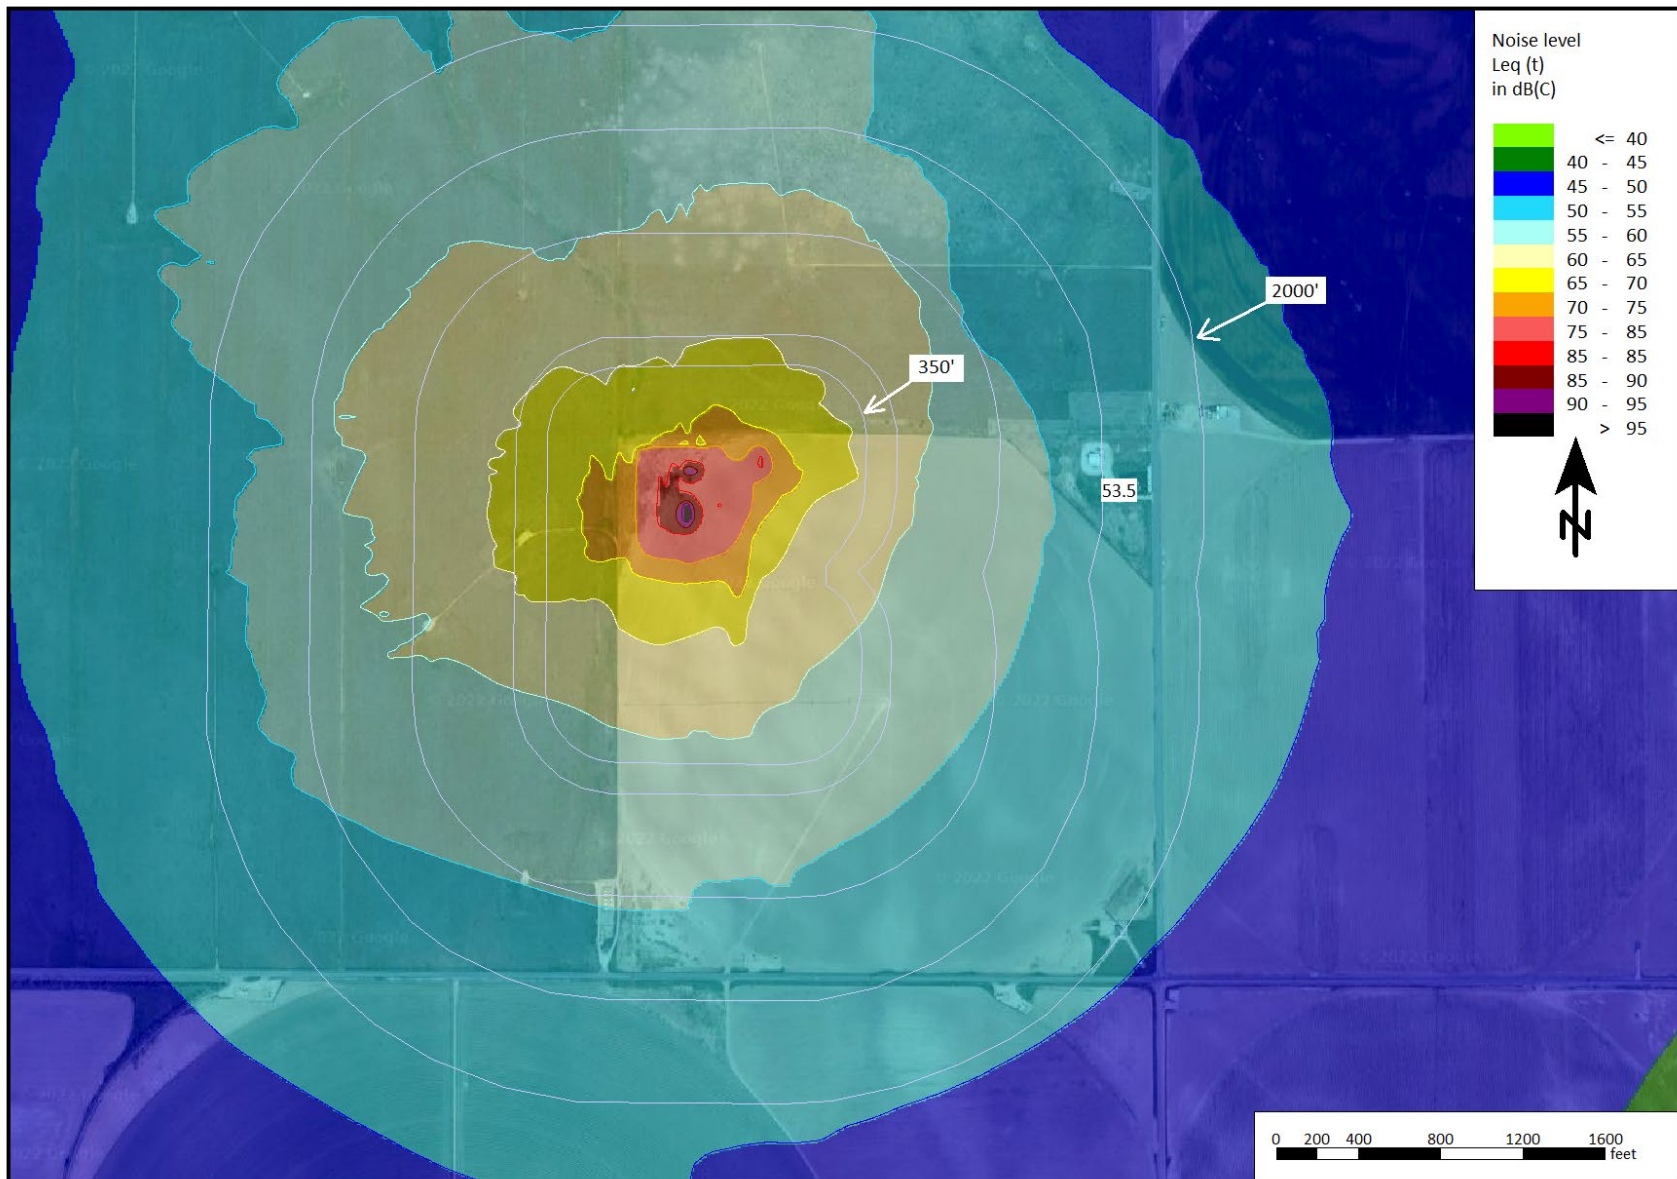 Noise level
Leq (t)
in dB(C)
<= 40
40 - 45
45 - 50
50 - 55
55 - 60
60 - 65
65 - 70
70 - 75
75 - 85
85 - 85
85 - 90
90 - 95
> 95
N
2000'
350'
53.5
0 200 400 800 1200 1600
feet
© 2022 Google